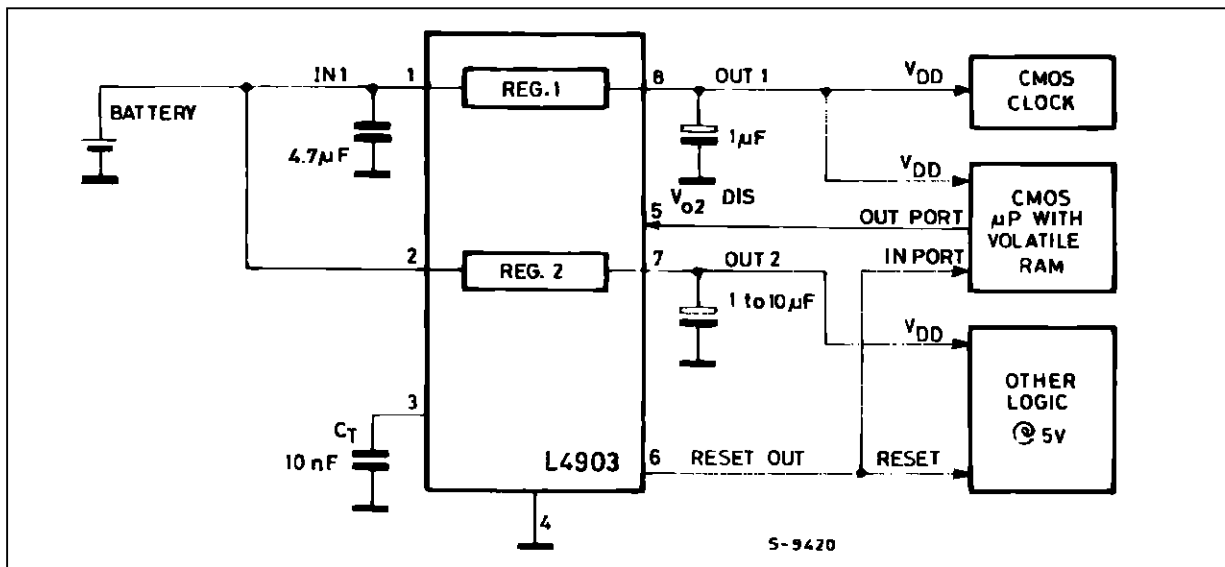 IN 1
1
REG. 1
8
OUT 1
VDD
CMOS
CLOCK
BATTERY
4.7µF
1µF
VDD
CMOS
µP WITH
VOLATILE
RAM
Vo2 DIS
5
OUT PORT
2
REG. 2
7
OUT 2
IN PORT
1 to 10µF
VDD
OTHER
LOGIC
@ 5V
3
CT
10 nF
L4903
6
RESET OUT
RESET
4
S-9420